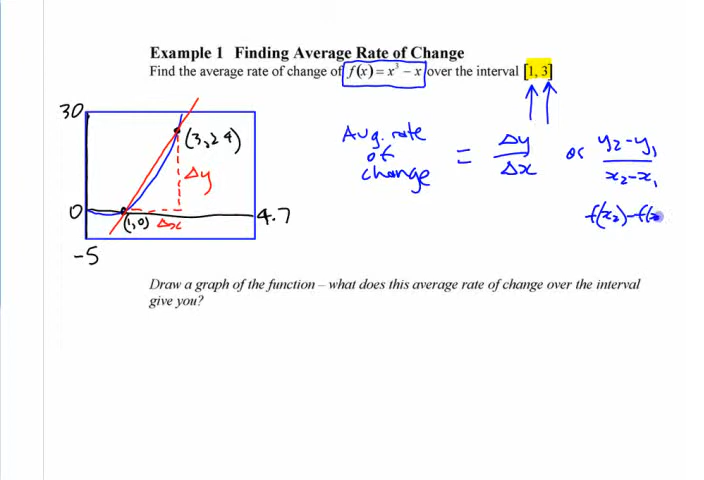 Example 1 Finding Average Rate of Change
Find the average rate of change of f(x) = x³ − x over the interval [1, 3]
30
(3,24)
Δy
0
(1,0)
Δx
4.7
-5
Avg. rate
of
change
= Δy/Δx or y₂-y₁/x₂-x₁
f(x₂)-f(x
Draw a graph of the function – what does this average rate of change over the interval
give you?